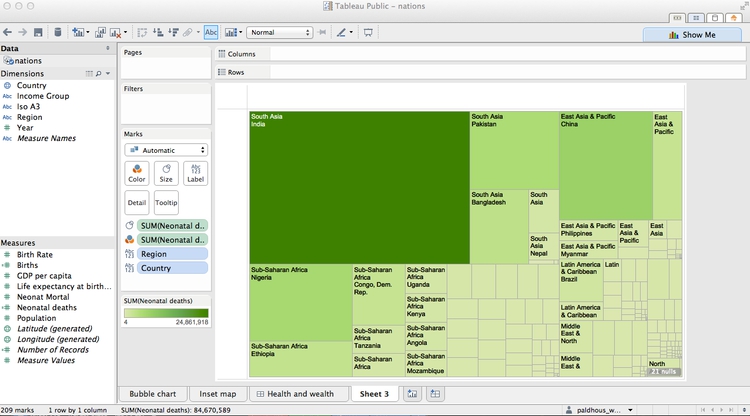 Tableau Public - nations
Abc
Normal
Show Me
Data
nations
Dimensions
Country
Abc Income Group
Abc Iso A3
Abc Region
# Year
Abc Measure Names
Measures
# Birth Rate
# Births
# GDP per capita
# Life expectancy at birth...
# Neonat Mortal
# Neonatal deaths
# Population
Latitude (generated)
Longitude (generated)
# Number of Records
# Measure Values
Pages
Filters
Marks
Automatic
Color
Size
Label
Detail
Tooltip
SUM(Neonatal d..
SUM(Neonatal d..
Region
Country
SUM(Neonatal deaths)
4
24,661,918
Columns
Rows
South Asia
India
South Asia
Pakistan
East Asia & Pacific
China
East
Asia &
Pacific
South Asia
Bangladesh
South
Asia
South
Asia
Nepal
East Asia & Pacific
Philippines
East Asia & Pacific
Myanmar
East
Asia &
Pacific
East
Asia
Sub-Saharan Africa
Nigeria
Sub-Saharan Africa
Ethiopia
Sub-Saharan
Africa
Congo, Dem.
Rep.
Sub-Saharan
Africa
Tanzania
Sub-Saharan
Africa
Sub-Saharan
Africa
Uganda
Sub-Saharan
Africa
Kenya
Sub-Saharan
Africa
Angola
Sub-Saharan
Africa
Mozambique
Latin America
& Caribbean
Brazil
Latin
Latin America
& Caribbean
Middle
East &
North
Middle
East &
North
21 nulls
Bubble chart
Inset map
Health and wealth
Sheet 3
209 marks
1 row by 1 column
SUM(Neonatal deaths): 84,670,589
paldhous_w...